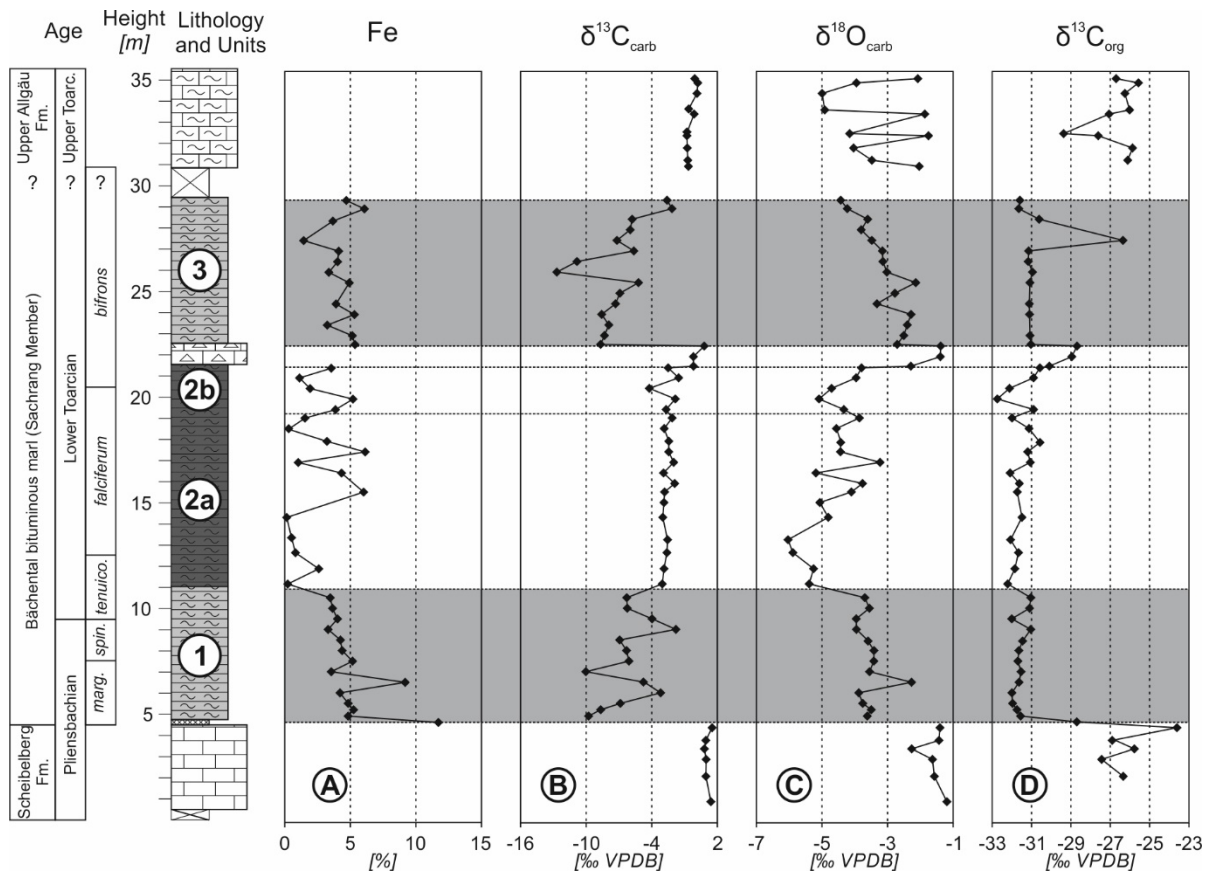 Age
Height
[m]
Lithology
and Units
Fe
δ¹³Ccarb
δ¹⁸Ocarb
δ¹³Corg
Upper Allgäu
Fm.
?
Bächental bituminous marl (Sachrang Member)
Scheibelberg
Fm.
Upper Toarc.
?
Lower Toarcian
Pliensbachian
?
bifrons
falciferum
tenuico.
spin.
marg.
35
30
25
20
15
10
5
3
2b
2a
1
A
B
C
D
0 5 10 15
[%]
-16 -10 -4 2
[‰ VPDB]
-7 -5 -3 -1
[‰ VPDB]
-33 -31 -29 -27 -25 -23
[‰ VPDB]